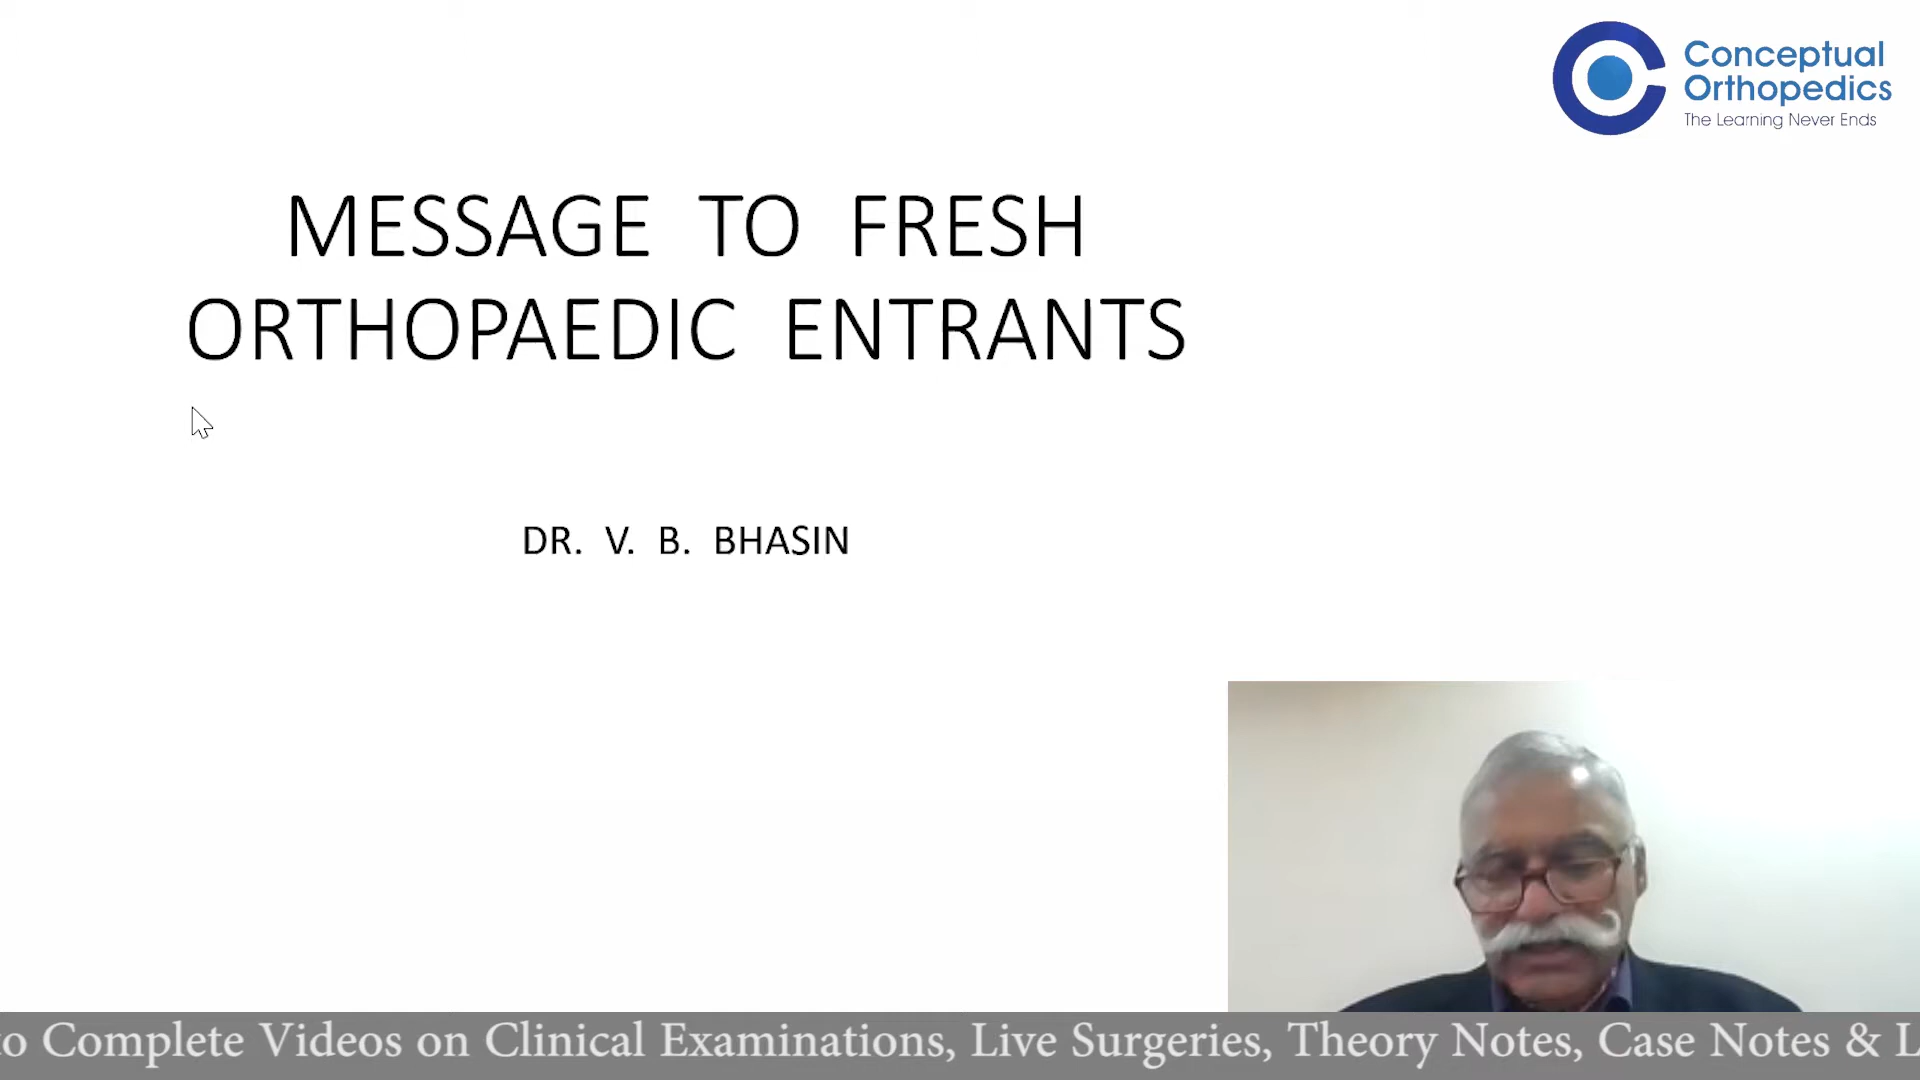 Conceptual
Orthopedics
The Learning Never Ends
MESSAGE TO FRESH
ORTHOPAEDIC ENTRANTS
DR. V. B. BHASIN
to Complete Videos on Clinical Examinations, Live Surgeries, Theory Notes, Case Notes & L